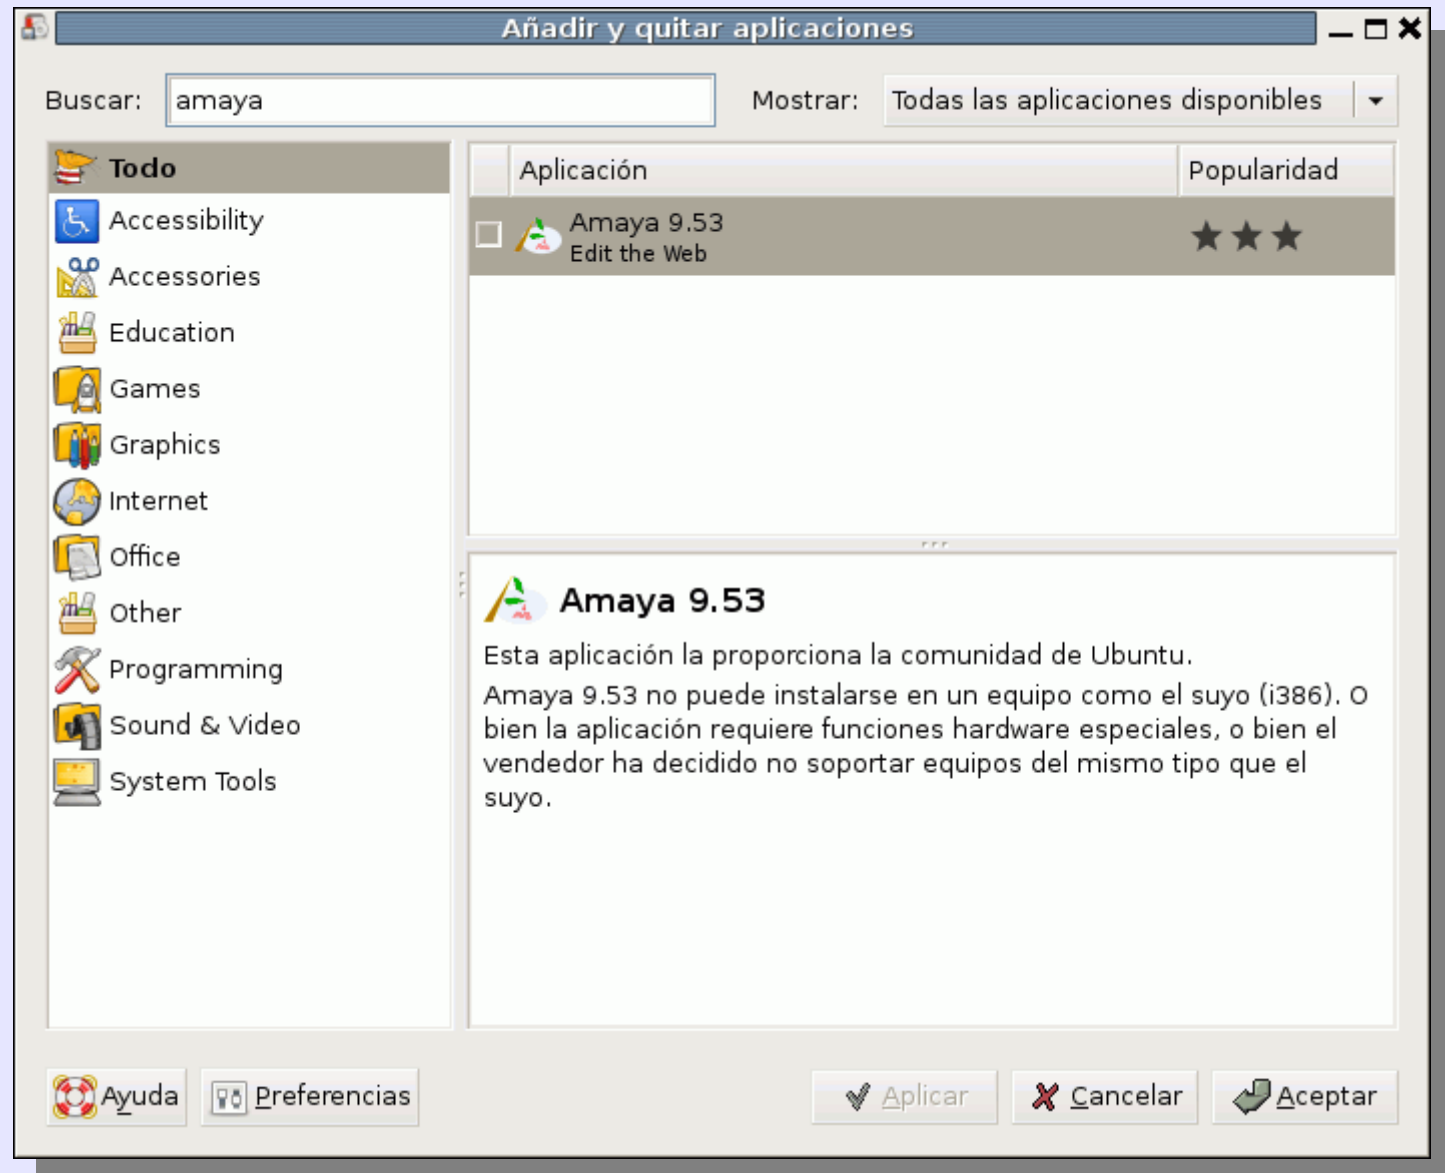 Añadir y quitar aplicaciones
Buscar: amaya Mostrar: Todas las aplicaciones disponibles
Todo
Accessibility
Accessories
Education
Games
Graphics
Internet
Office
Other
Programming
Sound & Video
System Tools
Aplicación Popularidad
Amaya 9.53
Edit the Web
Amaya 9.53
Esta aplicación la proporciona la comunidad de Ubuntu.
Amaya 9.53 no puede instalarse en un equipo como el suyo (i386). O
bien la aplicación requiere funciones hardware especiales, o bien el
vendedor ha decidido no soportar equipos del mismo tipo que el
suyo.
Ayuda Preferencias Aplicar Cancelar Aceptar